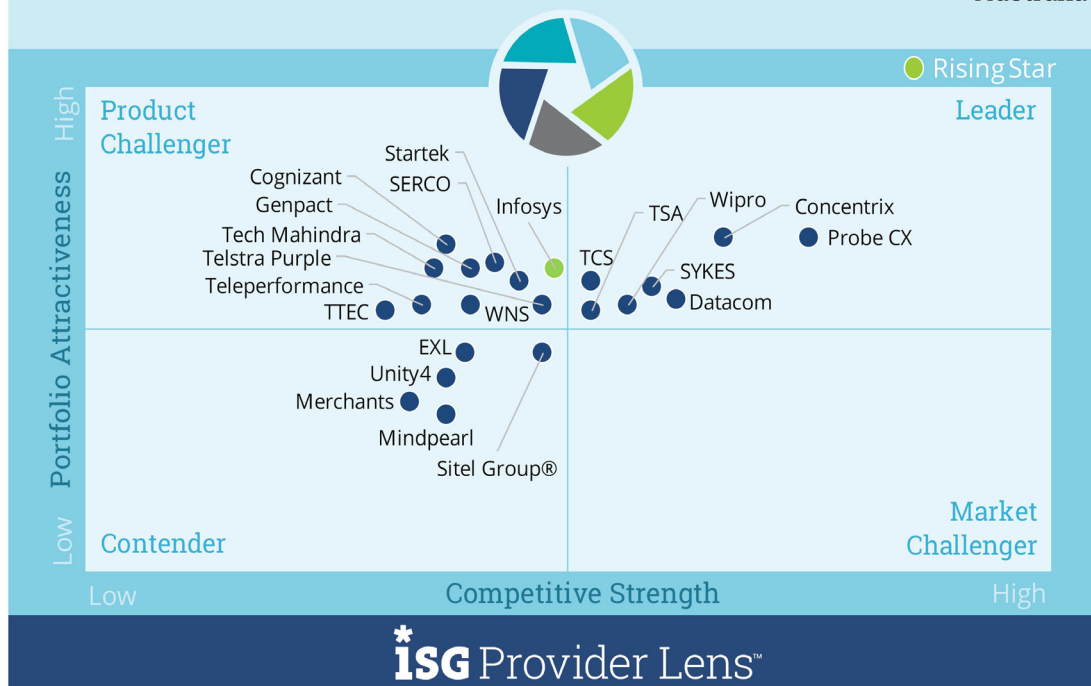 Rising Star
High
Product
Challenger
Leader
Startek
Cognizant
SERCO
Genpact
Infosys
TSA
Wipro
Concentrix
Tech Mahindra
Probe CX
Telstra Purple
TCS
SYKES
Teleperformance
Datacom
TTEC
WNS
EXL
Unity4
Merchants
Mindpearl
Sitel Group®
Portfolio Attractiveness
Low
Contender
Market
Challenger
Low
Competitive Strength
High
*ISG Provider Lens™